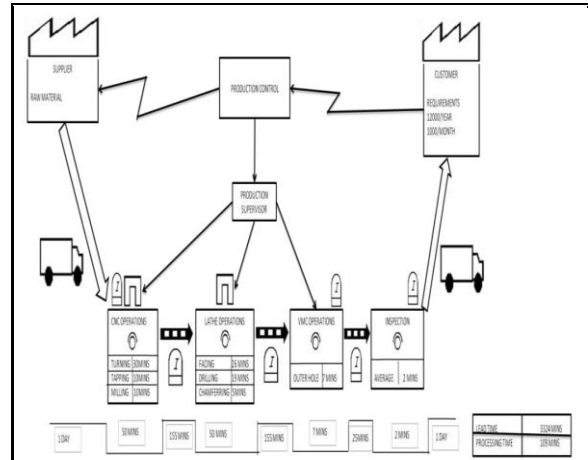 SUPPLIER
RAW MATERIAL
PRODUCTION CONTROL
CUSTOMER
REQUIREMENTS
12000/YEAR
1000/MONTH
PRODUCTION
SUPERVISOR
I
I
I
CNC OPERATIONS
LATHE OPERATIONS
VMC OPERATIONS
INSPECTION
TURNING 30MINS
TAPPING 10MINS
MILLING 10MINS
I
FACING 26 MINS
DRILLING 19 MINS
CHAMFERRING 5MINS
I
OUTER HOLE 7 MINS
I
AVERAGE 2 MINS
1 DAY
50 MINS
155 MINS
50 MINS
155 MINS
7 MINS
25 MINS
2 MINS
1 DAY
LEAD TIME 3324 MINS
PROCESSING TIME 109 MINS